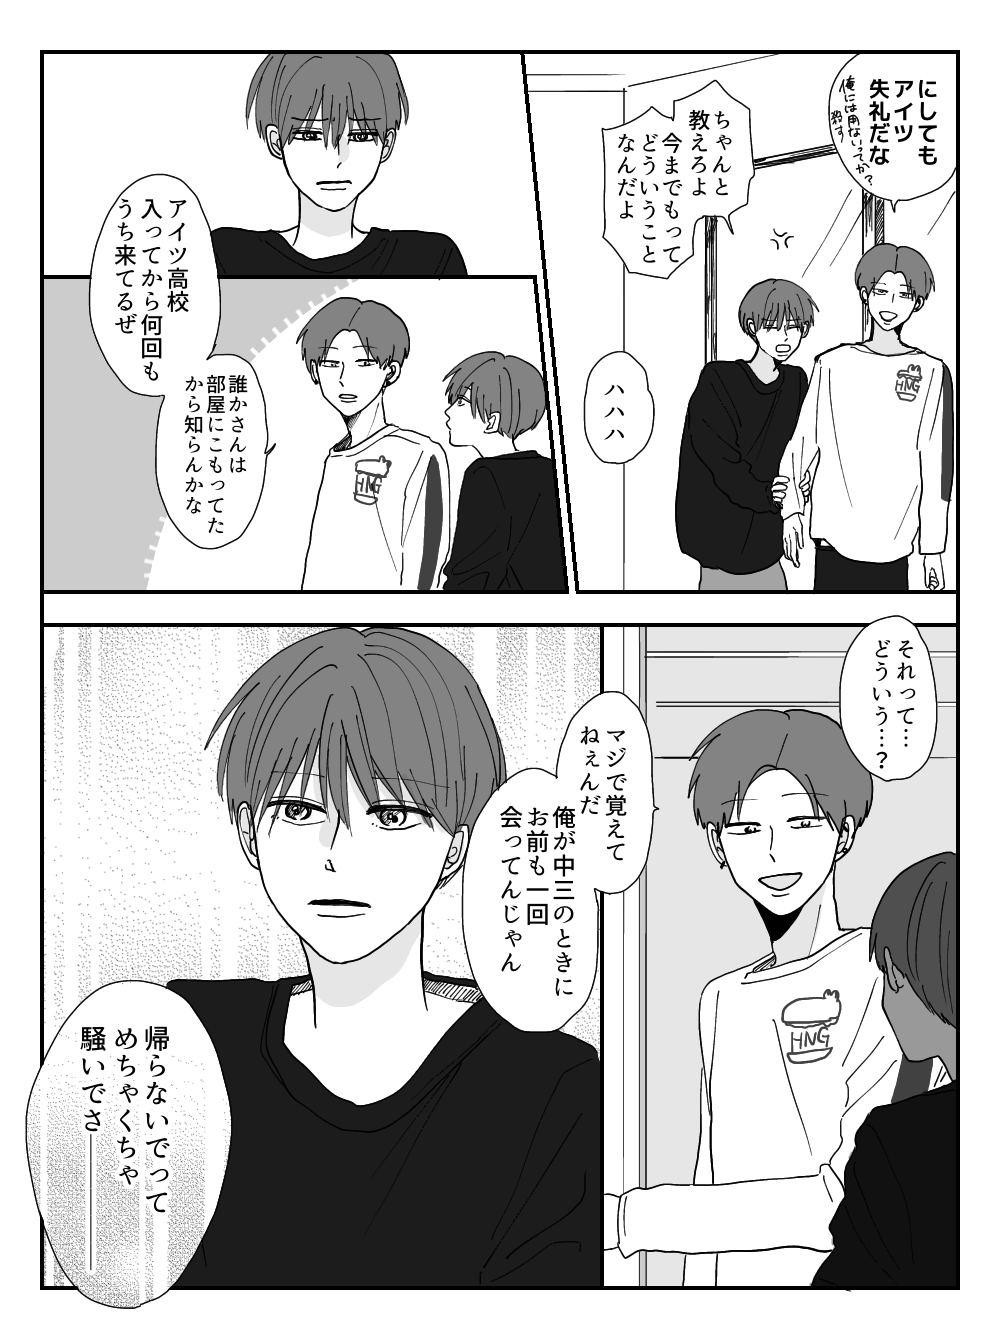 にしても
アイツ
失礼だな
俺には用ないってか?
殺す
ちゃんと
教えろよ
今までもって
どういうこと
なんだよ
ハハハ
HNG
アイツ高校
入ってから何回も
うち来てるぜ
誰かさんは
部屋にこもってた
から知らんかな
HNG
それって…
どういう…?
マジで覚えて
ねぇんだ
俺が中三のときに
お前も一回
会ってんじゃん
HNG
帰らないでって
めちゃくちゃ
騒いでさ――